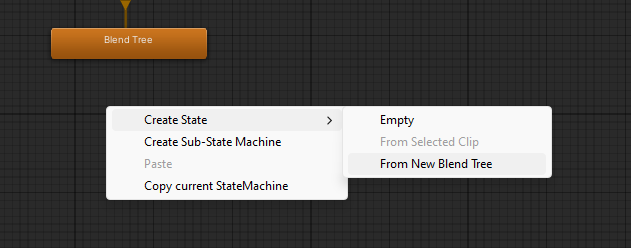 Blend Tree
Create State
Create Sub-State Machine
Paste
Copy current StateMachine
Empty
From Selected Clip
From New Blend Tree